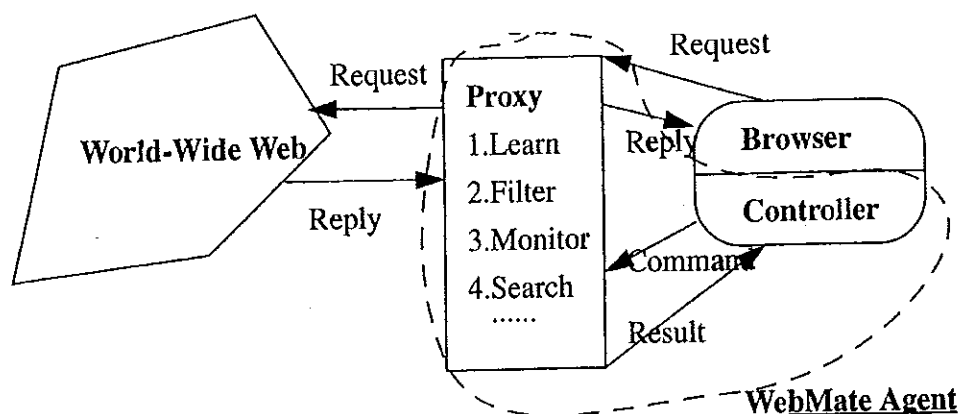 Request
Request
Proxy
World-Wide Web
1.Learn
Reply
Browser
2.Filter
Controller
Reply
3.Monitor
Command
4.Search
......
Result
WebMate Agent